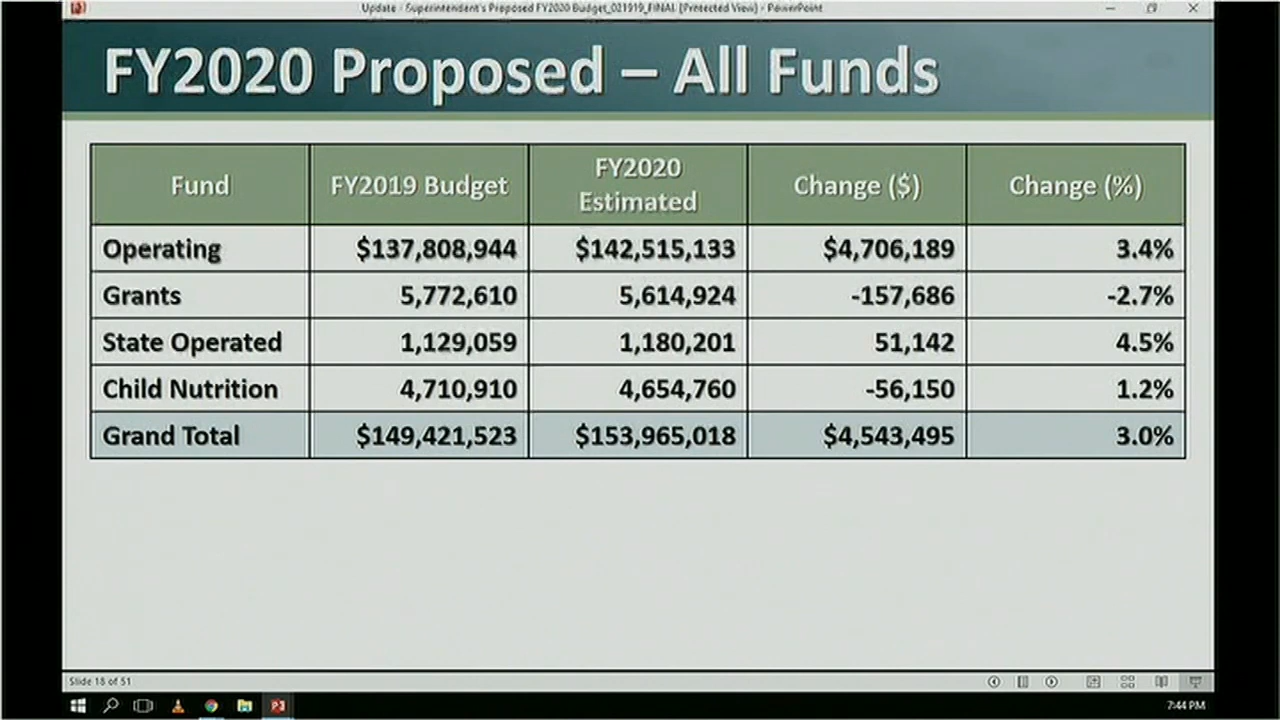 Update - Superintendent's Proposed FY2020 Budget_021919_FINAL [Protected View] - PowerPoint
FY2020 Proposed – All Funds
Fund FY2019 Budget FY2020 Estimated Change ($) Change (%)
Operating $137,808,944 $142,515,133 $4,706,189 3.4%
Grants 5,772,610 5,614,924 -157,686 -2.7%
State Operated 1,129,059 1,180,201 51,142 4.5%
Child Nutrition 4,710,910 4,654,760 -56,150 1.2%
Grand Total $149,421,523 $153,965,018 $4,543,495 3.0%
Slide 18 of 51
7:44 PM